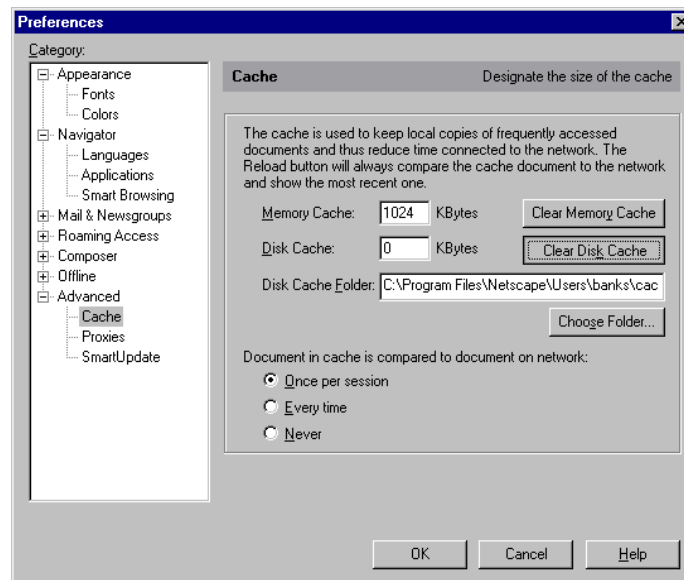 Preferences
Category:
Appearance
Fonts
Colors
Navigator
Languages
Applications
Smart Browsing
Mail & Newsgroups
Roaming Access
Composer
Offline
Advanced
Cache
Proxies
SmartUpdate
Cache Designate the size of the cache
The cache is used to keep local copies of frequently accessed
documents and thus reduce time connected to the network. The
Reload button will always compare the cache document to the network
and show the most recent one.
Memory Cache: 1024 KBytes Clear Memory Cache
Disk Cache: 0 KBytes Clear Disk Cache
Disk Cache Folder: C:\Program Files\Netscape\Users\banks\cac
Choose Folder...
Document in cache is compared to document on network:
Once per session
Every time
Never
OK Cancel Help